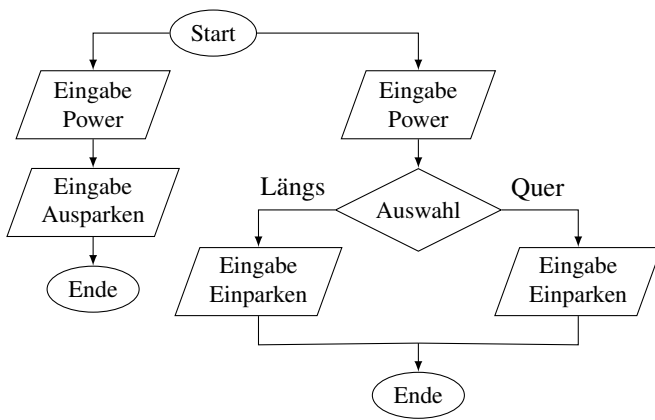 Start
Eingabe
Power
Eingabe
Power
Eingabe
Ausparken
Längs
Auswahl
Quer
Eingabe
Einparken
Eingabe
Einparken
Ende
Ende